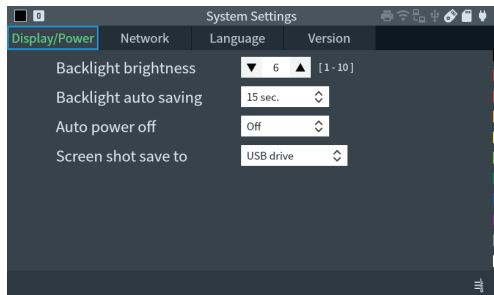 0 System Settings
Display/Power Network Language Version
Backlight brightness 6 [1-10]
Backlight auto saving 15 sec.
Auto power off Off
Screen shot save to USB drive